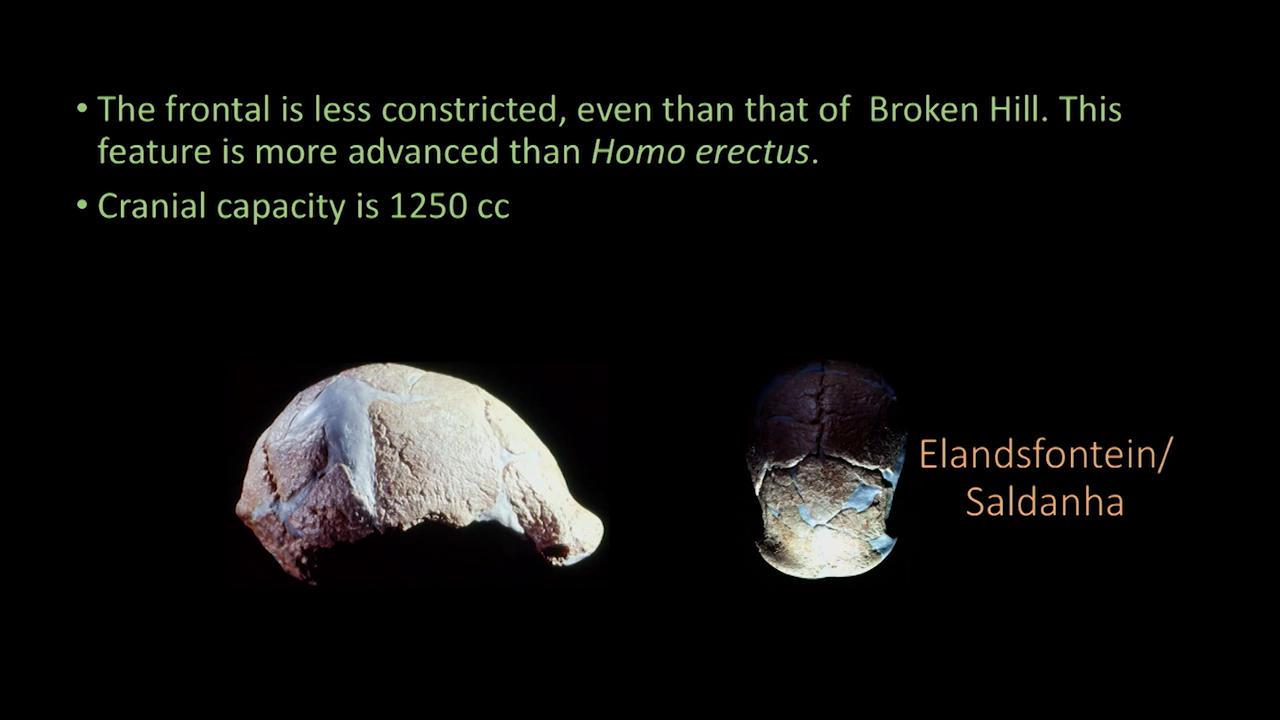 • The frontal is less constricted, even than that of  Broken Hill. This
feature is more advanced than Homo erectus.
• Cranial capacity is 1250 cc
Elandsfontein/
Saldanha